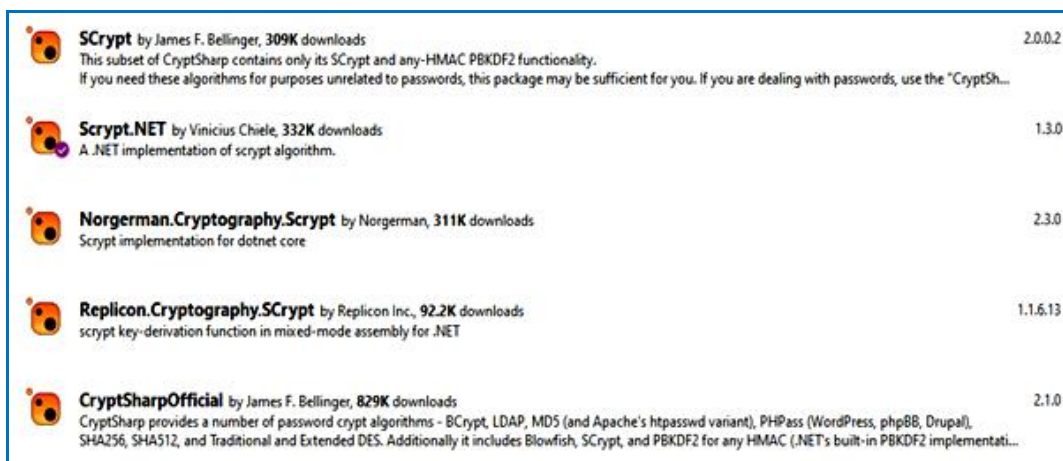 SCrypt by James F. Bellinger, 309K downloads 2.0.0.2
This subset of CryptSharp contains only its SCrypt and any-HMAC PBKDF2 functionality.
If you need these algorithms for purposes unrelated to passwords, this package may be sufficient for you. If you are dealing with passwords, use the "CryptSh...
Scrypt.NET by Vinicius Chiele, 332K downloads 1.3.0
A .NET implementation of scrypt algorithm.
Norgerman.Cryptography.Scrypt by Norgerman, 311K downloads 2.3.0
Scrypt implementation for dotnet core
Replicon.Cryptography.SCrypt by Replicon Inc., 92.2K downloads 1.1.6.13
scrypt key-derivation function in mixed-mode assembly for .NET
CryptSharpOfficial by James F. Bellinger, 829K downloads 2.1.0
CryptSharp provides a number of password crypt algorithms - BCrypt, LDAP, MD5 (and Apache's htpasswd variant), PHPass (WordPress, phpBB, Drupal),
SHA256, SHA512, and Traditional and Extended DES. Additionally it includes Blowfish, SCrypt, and PBKDF2 for any HMAC (.NET's built-in PBKDF2 implementati...